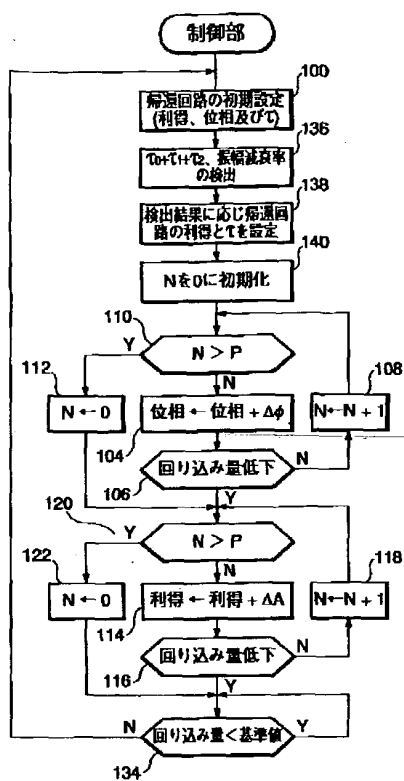 制御部
100
帰還回路の初期設定
(利得、位相及びτ)
136
τ0+τ1+τ2、振幅減衰率
の検出
138
検出結果に応じ帰還回
路の利得とτを設定
140
Nを0に初期化
110
N > P
Y
N
112
N ← 0
位相 ← 位相 + Δφ
104
108
N←N + 1
回り込み量低下
106
N
Y
120
N > P
Y
N
122
N ← 0
利得 ← 利得 + ΔA
114
118
N←N + 1
回り込み量低下
116
N
Y
回り込み量 < 基準値
N
Y
134